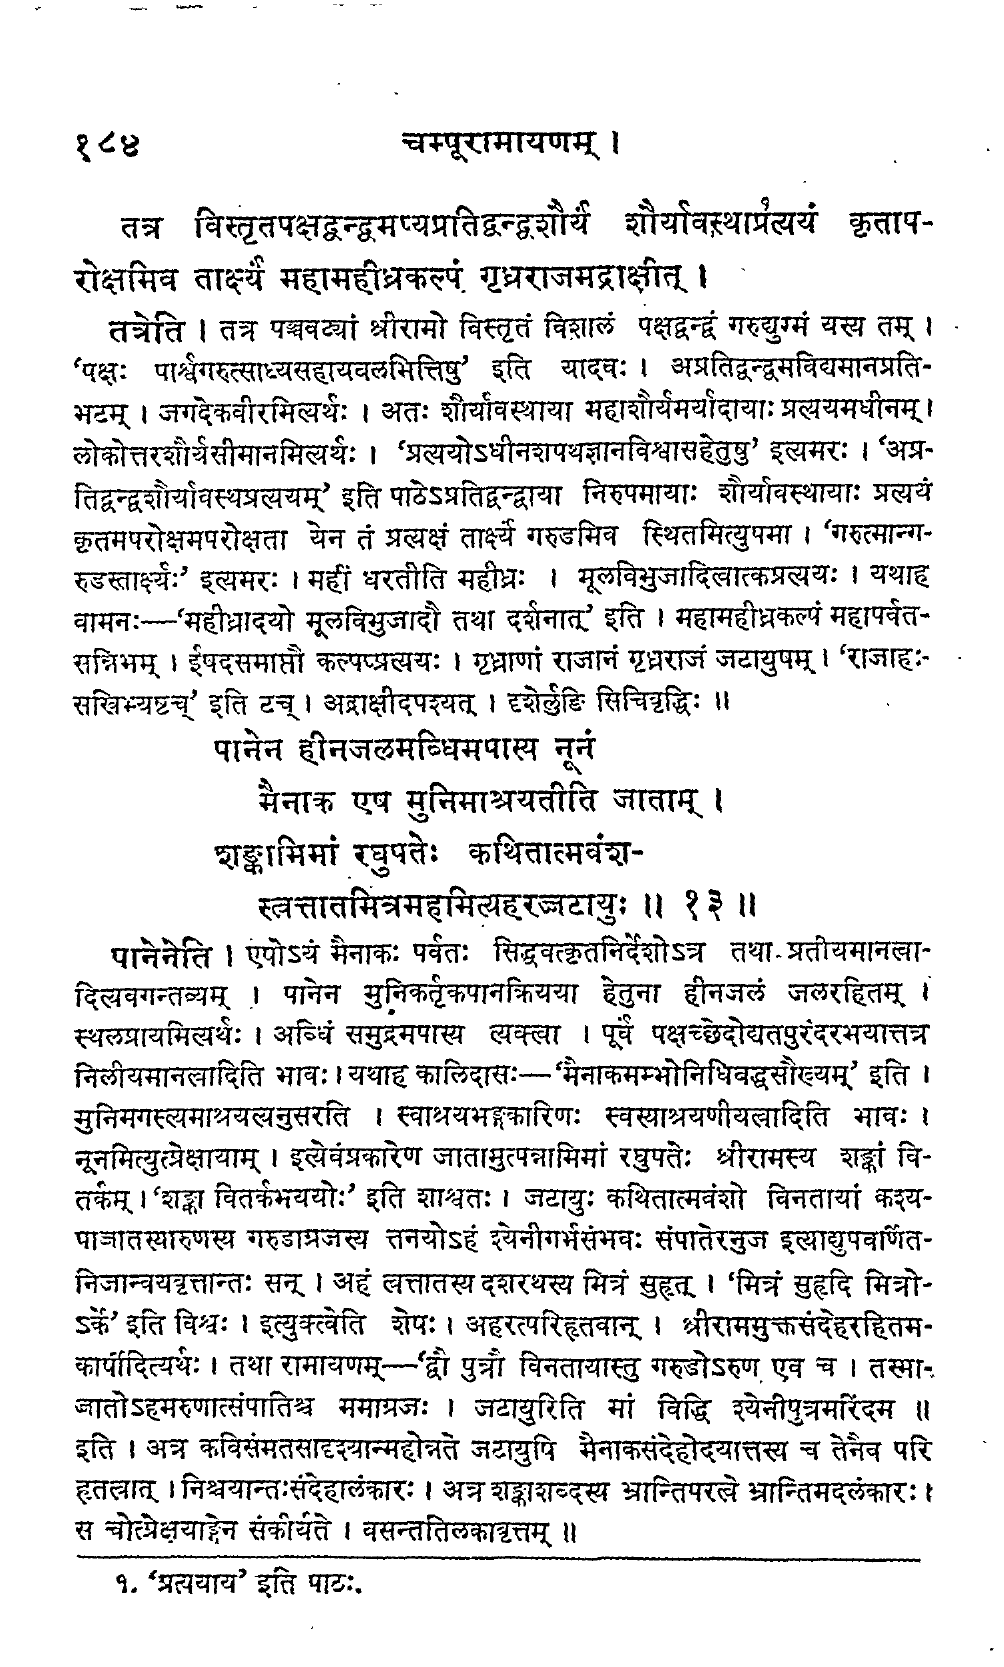 १८४ चम्पूरामायणम् ।
तत्र विस्तृतपक्षद्वन्द्वमप्यप्रतिद्वन्द्वशौर्यं शौर्यावस्थाप्रत्ययं कृताप-
रोक्षमिव तार्क्ष्यं महामहीध्रकल्पं गृध्रराजमद्राक्षीत् ।
तत्रेति । तत्र पञ्चवट्यां श्रीरामो विस्तृतं विशालं पक्षद्वन्द्वं गरुद्युग्मं यस्य तम् ।
‘पक्षः पार्श्वगरुत्साध्यसहायबलभित्तिषु’ इति यादवः । अप्रतिद्वन्द्वमविद्यमानप्रति-
भटम् । जगदेकवीरमित्यर्थः । अतः शौर्यावस्थाया महाशौर्यमर्यादायाः प्रत्ययमधीनम् ।
लोकोत्तरशौर्यसीमानमित्यर्थः । ‘प्रत्ययोऽधीनशपथज्ञानविश्वासहेतुषु’ इत्यमरः । ‘अप्र-
तिद्वन्द्वशौर्यावस्थप्रत्ययम्’ इति पाठेऽप्रतिद्वन्द्वाया निरुपमायाः शौर्यावस्थायाः प्रत्ययं
कृतमपरोक्षमपरोक्षता येन तं प्रत्यक्षं तार्क्ष्यं गरुडमिव स्थितमित्युपमा । ‘गरुत्मान्ग-
रुडस्तार्क्ष्यः’ इत्यमरः । महीं धरतीति महीध्रः । मूलविभुजादित्वात्कप्रत्ययः । यथाह
वामनः—‘महीध्रादयो मूलविभुजादौ तथा दर्शनात्’ इति । महामहीध्रकल्पं महापर्वत-
सन्निभम् । ईषदसमाप्तौ कल्पप्प्रत्ययः । गृध्राणां राजानं गृध्रराजं जटायुषम् । ‘राजाहः-
सखिभ्यष्टच्’ इति टच् । अद्राक्षीदपश्यत् । दृशेर्लुङि सिचिवृद्धिः ॥
पानेन हीनजलमब्धिमपास्य नूनं
मैनाक एष मुनिमाश्रयतीति जाताम् ।
शङ्कामिमां रघुपतेः कथितात्मवंश-
स्त्वत्तातमित्रमहमित्यहरज्जटायुः ॥ १३ ॥
पानेनेति । एषोऽयं मैनाकः पर्वतः सिद्धवत्कृतनिर्देशोऽत्र तथा प्रतीयमानत्वा-
दित्यवगन्तव्यम् । पानेन मुनिकर्तृकपानक्रियया हेतुना हीनजलं जलरहितम् ।
स्थलप्रायमित्यर्थः । अब्धिं समुद्रमपास्य त्यक्त्वा । पूर्वं पक्षच्छेदोद्यतपुरंदरभयात्तत्र
निलीयमानत्वादिति भावः । यथाह कालिदासः—‘मैनाकमम्भोनिधिबद्धसौख्यम्’ इति ।
मुनिमगस्त्यमाश्रयत्यनुसरति । स्वाश्रयभङ्गकारिणः स्वस्याश्रयणीयत्वादिति भावः ।
नूनमित्युत्प्रेक्षायाम् । इत्येवंप्रकारेण जातामुत्पन्नामिमां रघुपतेः श्रीरामस्य शङ्कां वि-
तर्कम् । ‘शङ्का वितर्कभययोः’ इति शाश्वतः । जटायुः कथितात्मवंशो विनतायां कश्य-
पाज्जातस्यारुणस्य गरुडाग्रजस्य तनयोऽहं श्येनीगर्भसंभवः संपातेरनुज इत्याद्युपवर्णित-
निजान्वयवृत्तान्तः सन् । अहं त्वत्तातस्य दशरथस्य मित्रं सुहृत् । ‘मित्रं सुहृदि मित्रो-
ऽर्के’ इति विश्वः । इत्युक्त्वेति शेषः । अहरत्परिहृतवान् । श्रीराममुक्तसंदेहरहितम-
कार्षीदित्यर्थः । तथा रामायणम्—‘द्वौ पुत्रौ विनतायास्तु गरुडोऽरुण एव च । तस्मा-
ज्जातोऽहमरुणात्संपातिश्च ममाग्रजः । जटायुरिति मां विद्धि श्येनीपुत्रमरिंदम ॥
इति । अत्र कविसंमतसादृश्यान्महोन्नते जटायुषि मैनाकसंदेहोदयात्तस्य च तेनैव परि
हृतत्वात् । निश्चयान्तःसंदेहालंकारः । अत्र शङ्काशब्दस्य भ्रान्तिपरत्वे भ्रान्तिमदलंकारः ।
स चोत्प्रेक्षयाङ्गेन संकीर्यते । वसन्ततिलकावृत्तम् ॥
१. ‘प्रत्ययाय’ इति पाठः.